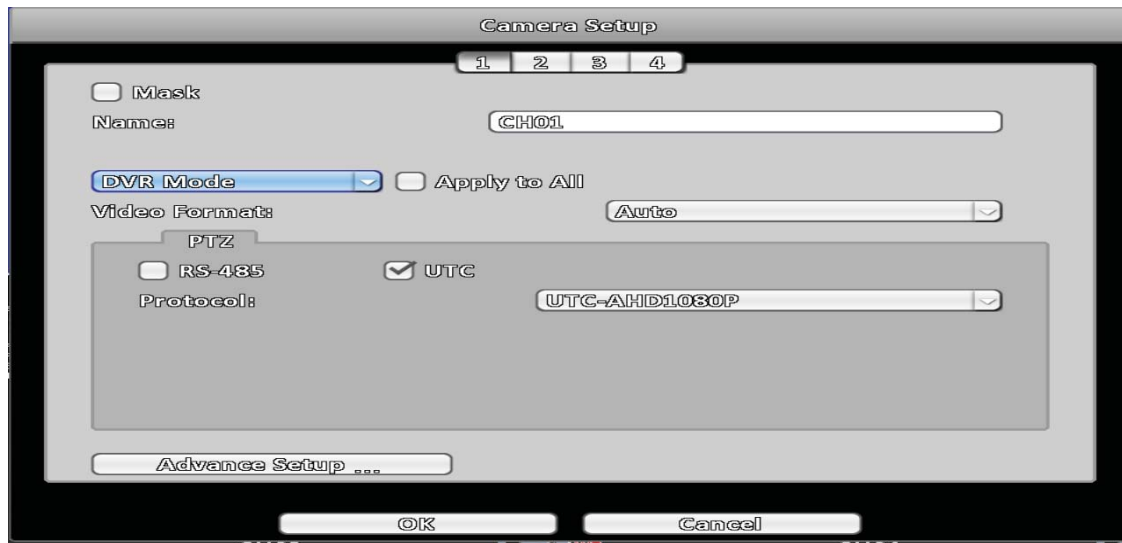 Camera Setup
1 2 3 4
Mask
Name: CH01
DVR Mode Apply to All
Video Format: Auto
PTZ
RS-485 UTC
Protocol: UTC-AHD1080P
Advance Setup ...
OK Cancel